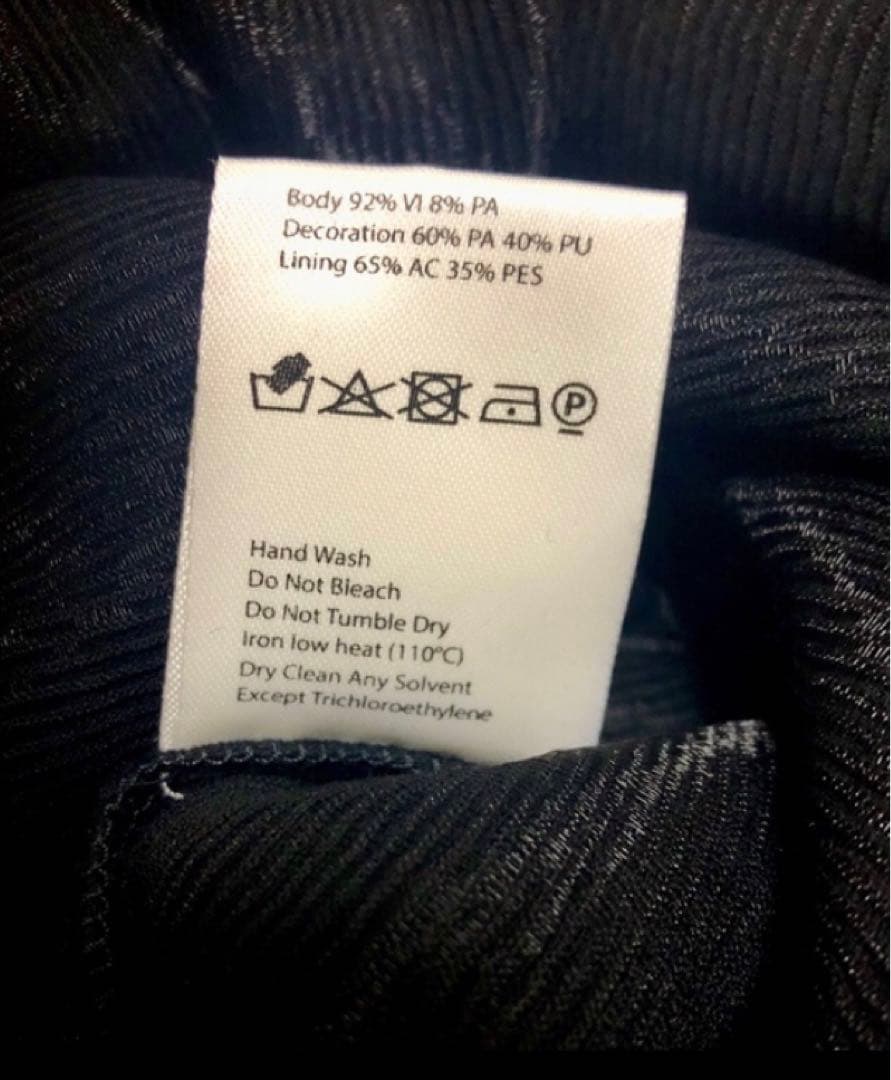 Body 92% VI 8% PA
Decoration 60% PA 40% PU
Lining 65% AC 35% PES
P
Hand Wash
Do Not Bleach
Do Not Tumble Dry
Iron low heat (110°C)
Dry Clean Any Solvent
Except Trichloroethylene